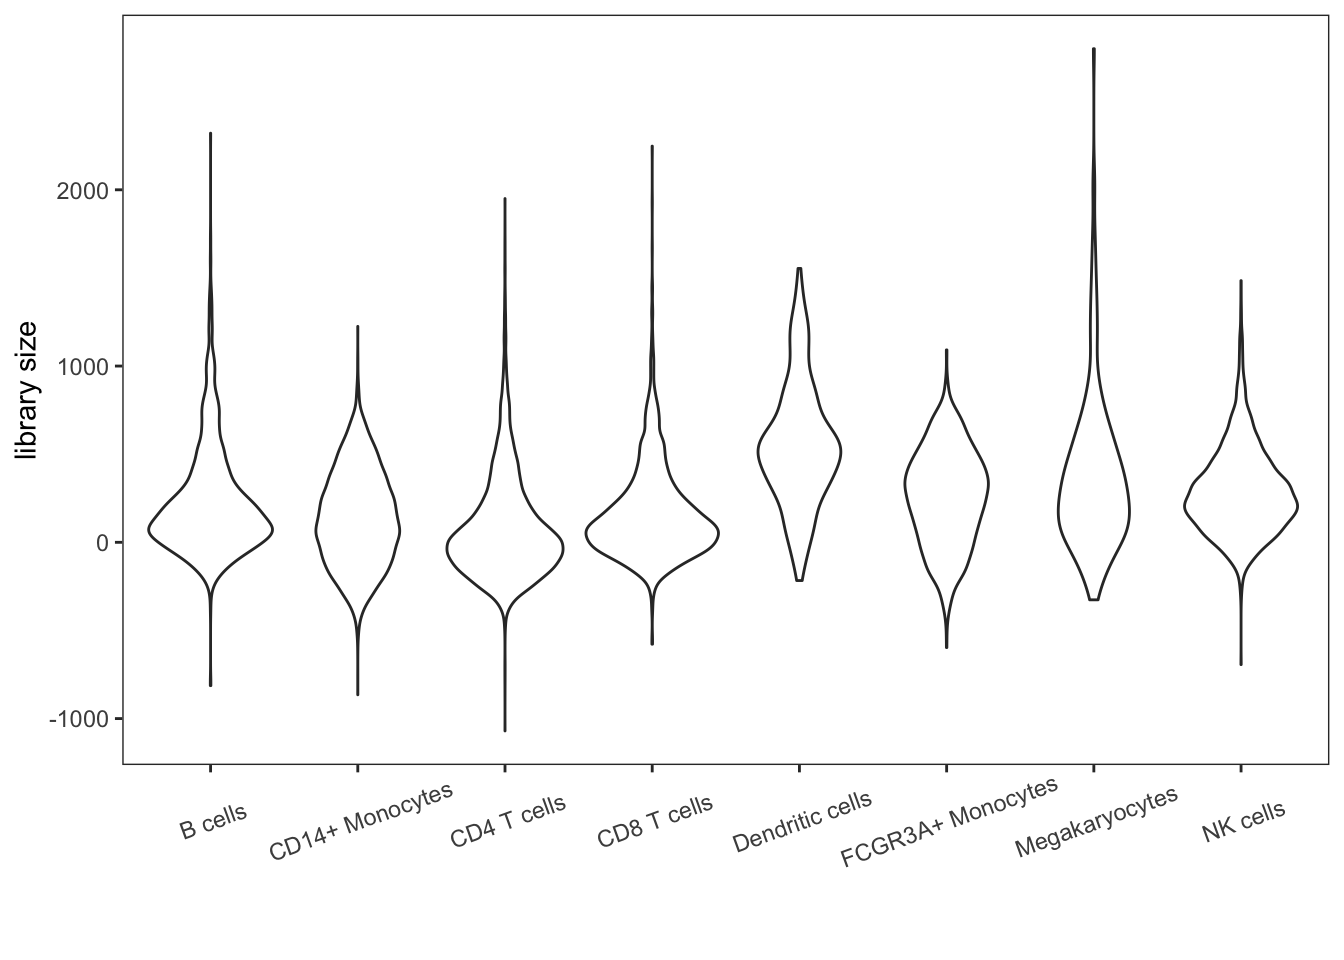 library size
2000
1000
0
-1000
B cells
CD14+ Monocytes
CD4 T cells
CD8 T cells
Dendritic cells
FCGR3A+ Monocytes
Megakaryocytes
NK cells